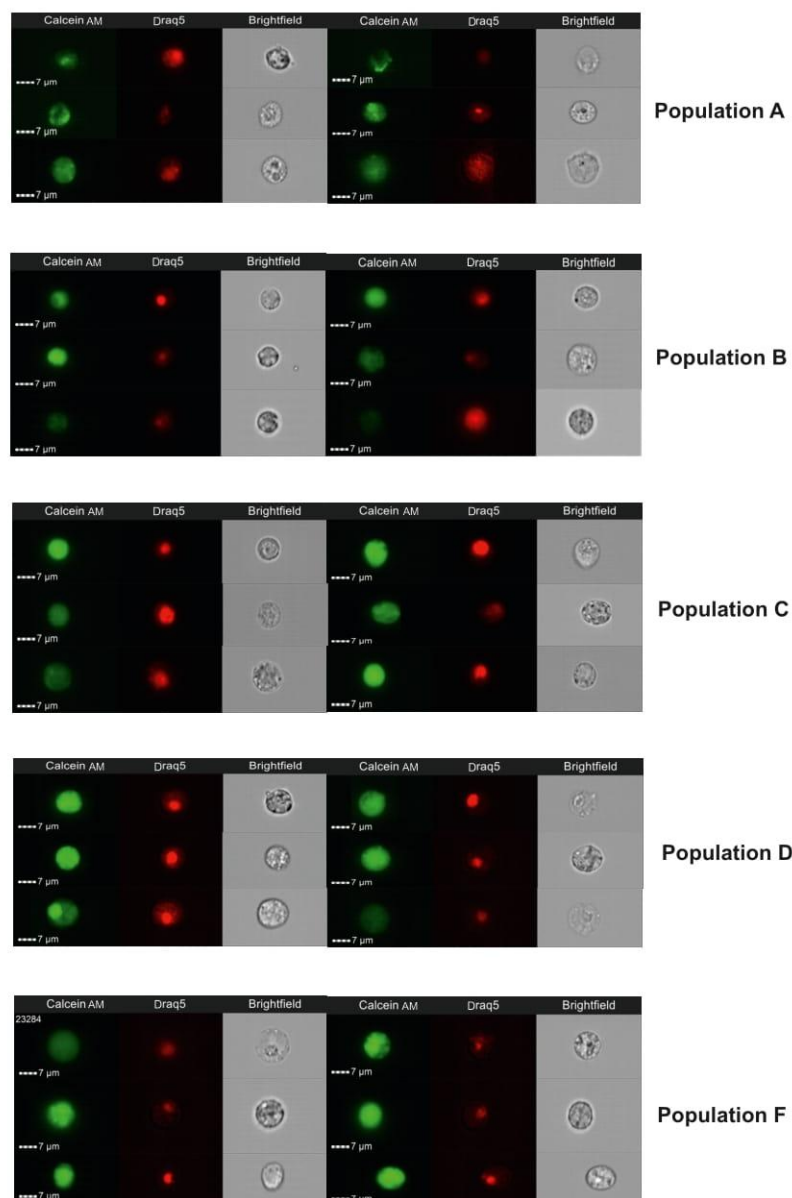 Calcein AM Draq5 Brightfield Calcein AM Draq5 Brightfield
7 µm 7 µm
7 µm 7 µm
7 µm 7 µm
Population A
Calcein AM Draq5 Brightfield Calcein AM Draq5 Brightfield
7 µm 7 µm
7 µm 7 µm
7 µm 7 µm
Population B
Calcein AM Draq5 Brightfield Calcein AM Draq5 Brightfield
7 µm 7 µm
7 µm 7 µm
7 µm 7 µm
Population C
Calcein AM Draq5 Brightfield Calcein AM Draq5 Brightfield
7 µm 7 µm
7 µm 7 µm
7 µm 7 µm
Population D
Calcein AM Draq5 Brightfield Calcein AM Draq5 Brightfield
23284
7 µm 7 µm
7 µm 7 µm
7 µm 7 µm
Population F